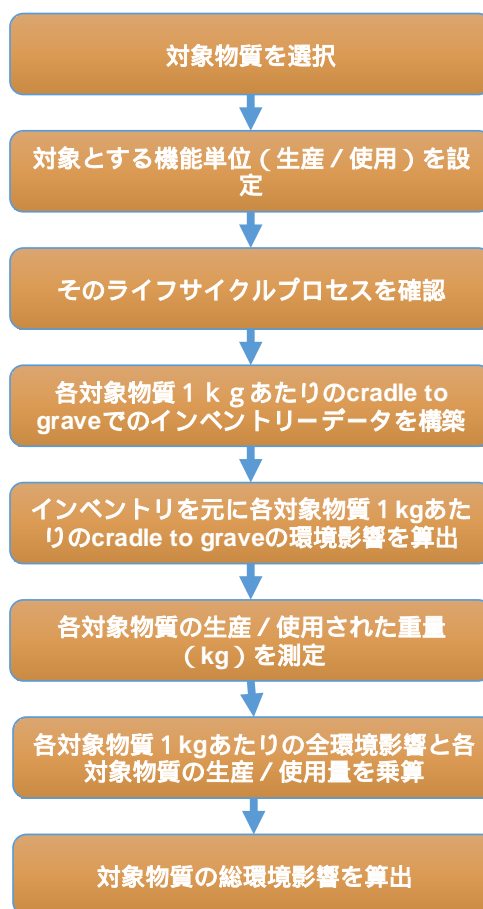 対象物質を選択
対象とする機能単位（生産／使用）を設
定
そのライフサイクルプロセスを確認
各対象物質１ｋｇあたりのcradle to
graveでのインベントリーデータを構築
インベントリを元に各対象物質１kgあた
りのcradle to graveの環境影響を算出
各対象物質の生産／使用された重量
（kg）を測定
各対象物質１kgあたりの全環境影響と各
対象物質の生産／使用量を乗算
対象物質の総環境影響を算出